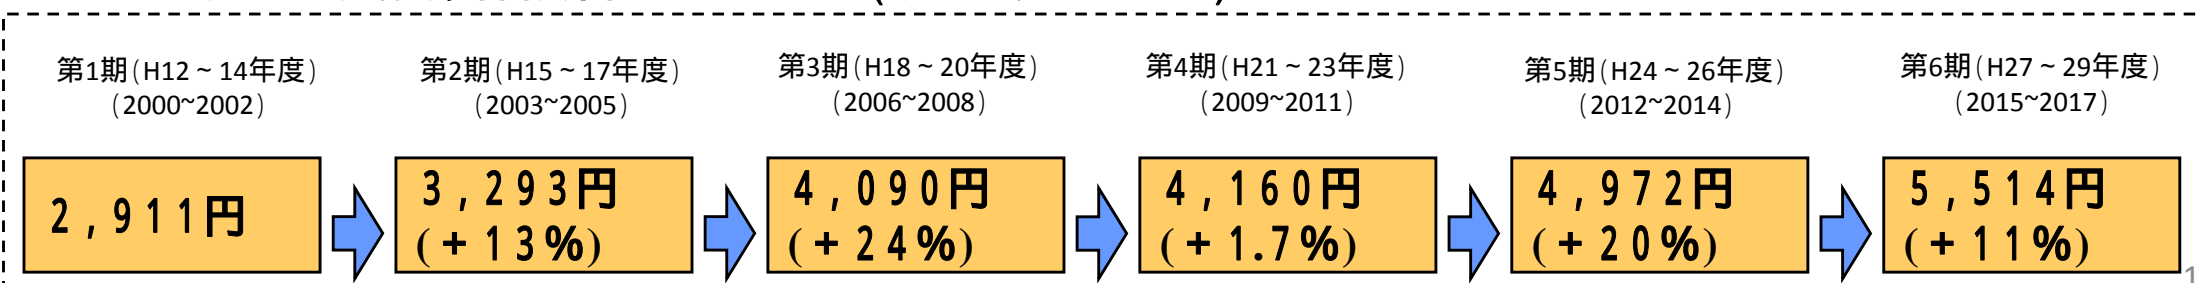 第1期(H12～14年度)
(2000~2002)
第2期(H15～17年度)
(2003~2005)
第3期(H18～20年度)
(2006~2008)
第4期(H21～23年度)
(2009~2011)
第5期(H24～26年度)
(2012~2014)
第6期(H27～29年度)
(2015~2017)
2,911円
3,293円
(+13%)
4,090円
(+24%)
4,160円
(+1.7%)
4,972円
(+20%)
5,514円
(+11%)
1